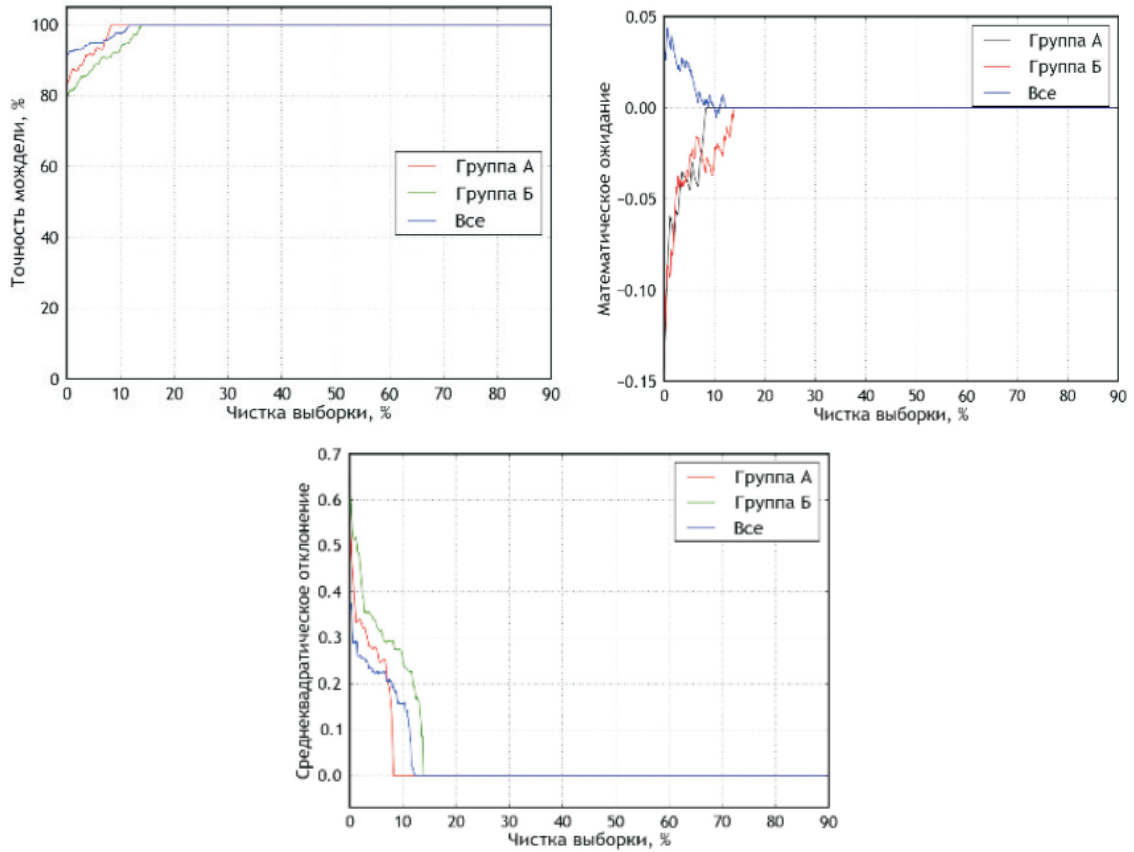 Точность мождели, %
100
80
60
40
20
0
0 10 20 30 40 50 60 70 80 90
Чистка выборки, %
Группа А
Группа Б
Все
Математическое ожидание
0.05
0.00
−0.05
−0.10
−0.15
0 10 20 30 40 50 60 70 80 90
Чистка выборки, %
Группа А
Группа Б
Все
Среднеквадратическое отклонение
0.7
0.6
0.5
0.4
0.3
0.2
0.1
0.0
0 10 20 30 40 50 60 70 80 90
Чистка выборки, %
Группа А
Группа Б
Все